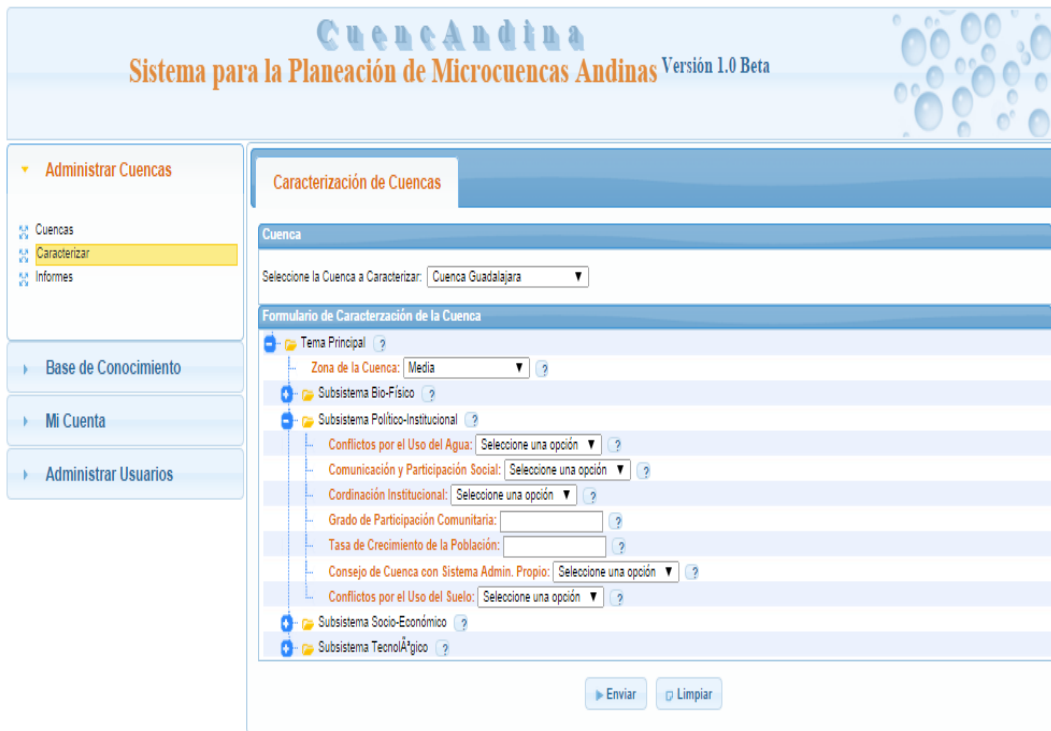 CuencAndina
Sistema para la Planeación de Microcuencas Andinas Versión 1.0 Beta
Administrar Cuencas
Cuencas
Caracterizar
Informes
Base de Conocimiento
Mi Cuenta
Administrar Usuarios
Caracterización de Cuencas
Cuenca
Seleccione la Cuenca a Caracterizar: Cuenca Guadalajara
Formulario de Caracterzación de la Cuenca
Tema Principal ?
Zona de la Cuenca: Media ?
Subsistema Bio-Físico ?
Subsistema Político-Institucional ?
Conflictos por el Uso del Agua: Seleccione una opción ?
Comunicación y Participación Social: Seleccione una opción ?
Cordinación Institucional: Seleccione una opción ?
Grado de Participación Comunitaria: ?
Tasa de Crecimiento de la Población: ?
Consejo de Cuenca con Sistema Admin. Propio: Seleccione una opción ?
Conflictos por el Uso del Suelo: Seleccione una opción ?
Subsistema Socio-Económico ?
Subsistema TecnolÃ³gico ?
Enviar Limpiar